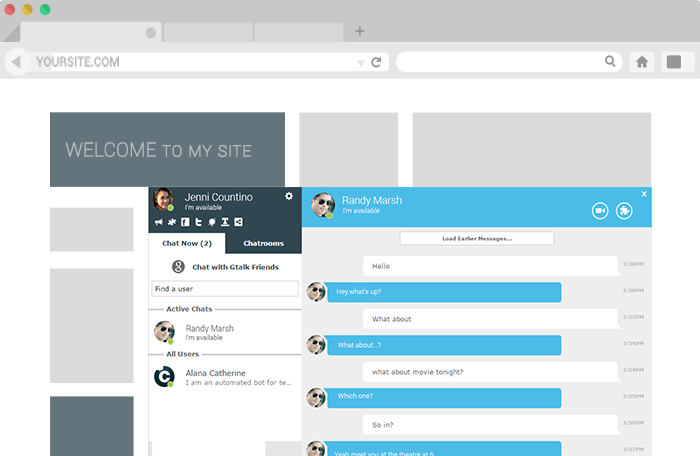 YOURSITE.COM
WELCOME TO MY SITE
Jenni Countino
I'm available
Chat Now (2)
Chatrooms
Chat with Gtalk Friends
Find a user
Active Chats
Randy Marsh
I'm available
All Users
Alana Catherine
I am an automated bot for te...
Randy Marsh
I'm available
x
Load Earlier Messages...
Hello
2:36PM
Hey,what's up?
2:38PM
What about
2:53PM
What about ..?
2:54PM
what about movie tonight?
2:54PM
Which one?
2:55PM
So in?
2:56PM
Yeah meet you at the theatre at 6
2:57PM